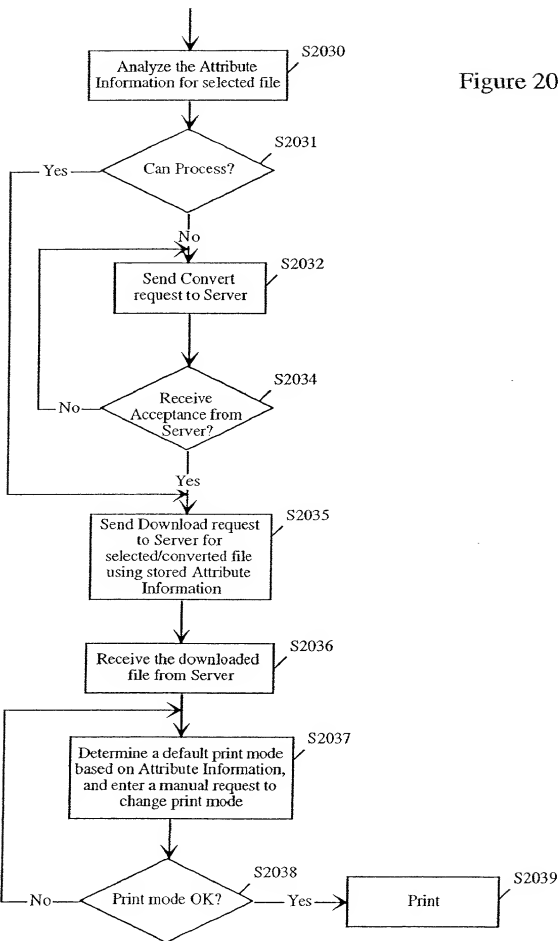 S2030
Analyze the Attribute
Information for selected file
Figure 20
S2031
Can Process?
Yes
No
S2032
Send Convert
request to Server
S2034
Receive
Acceptance from
Server?
No
Yes
S2035
Send Download request
to Server for
selected/converted file
using stored Attribute
Information
S2036
Receive the downloaded
file from Server
S2037
Determine a default print mode
based on Attribute Information,
and enter a manual request to
change print mode
S2038
Print mode OK?
No
Yes
S2039
Print